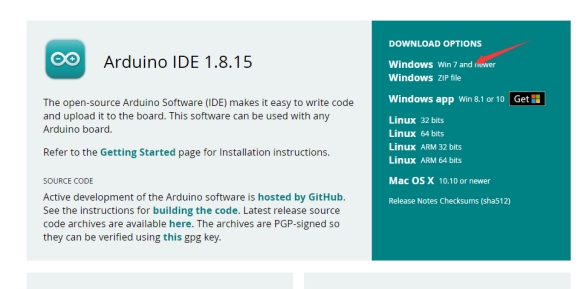 Arduino IDE 1.8.15
The open-source Arduino Software (IDE) makes it easy to write code
and upload it to the board. This software can be used with any
Arduino board.
Refer to the Getting Started page for Installation instructions.
SOURCE CODE
Active development of the Arduino software is hosted by GitHub.
See the instructions for building the code. Latest release source
code archives are available here. The archives are PGP-signed so
they can be verified using this gpg key.
DOWNLOAD OPTIONS
Windows Win 7 and newer
Windows ZIP file
Windows app Win 8.1 or 10 Get
Linux 32 bits
Linux 64 bits
Linux ARM 32 bits
Linux ARM 64 bits
Mac OS X 10.10 or newer
Release Notes Checksums (sha512)